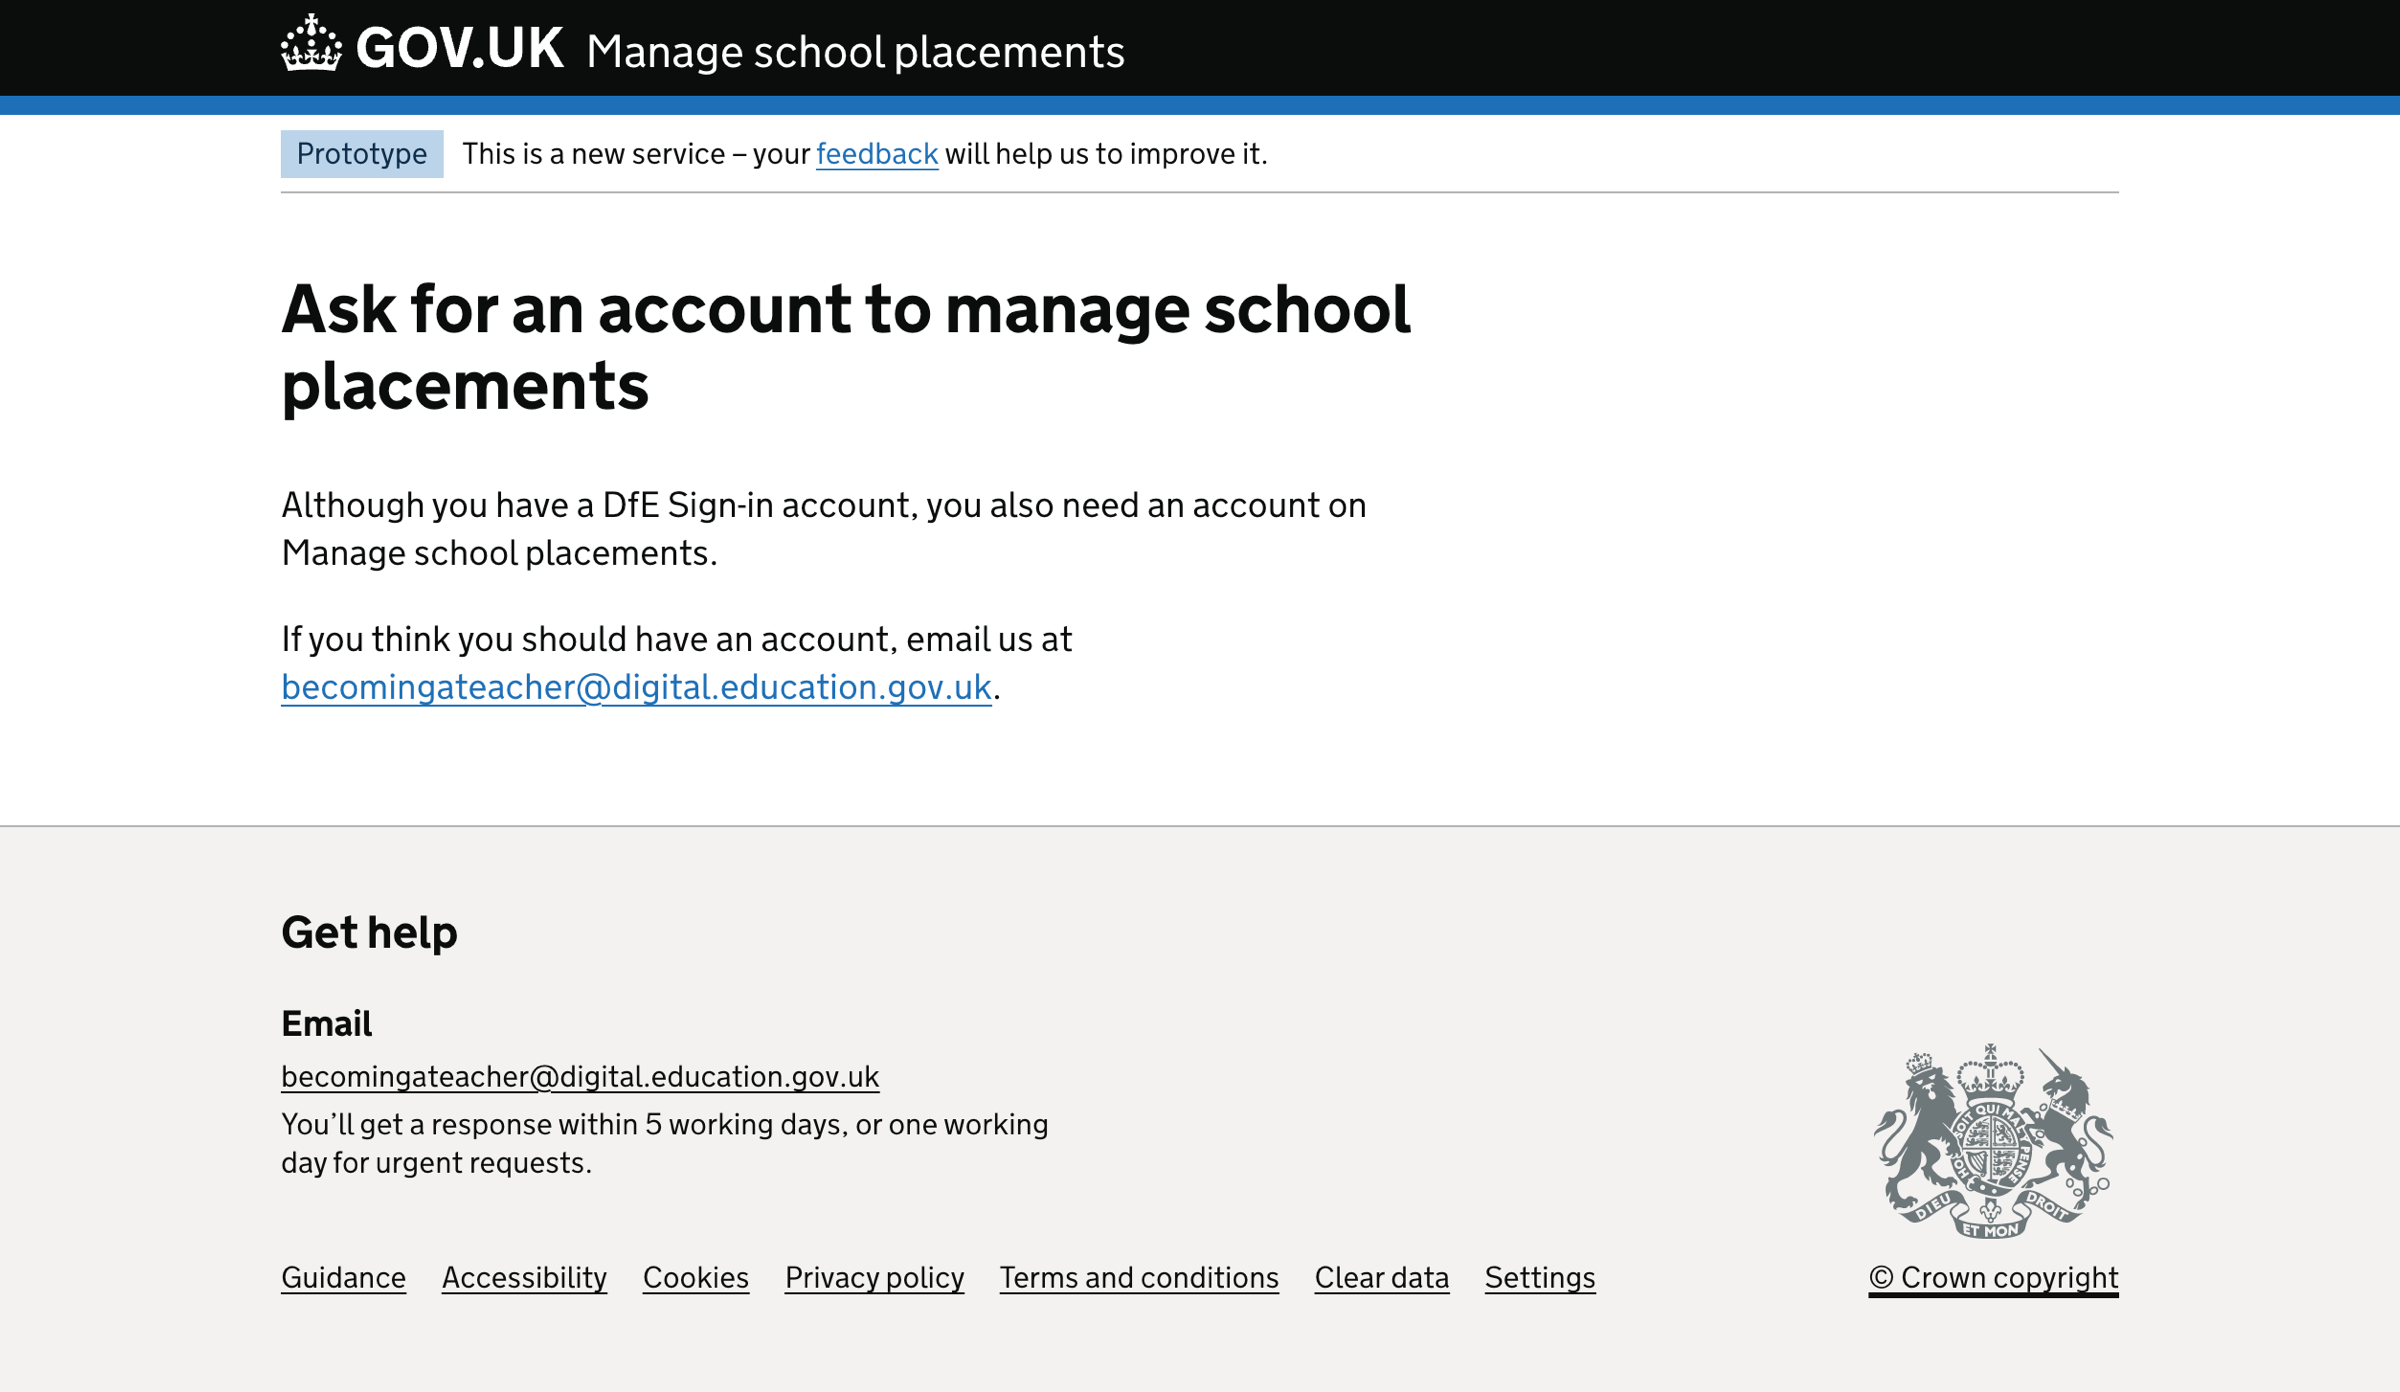 GOV.UK Manage school placements
Prototype This is a new service – your feedback will help us to improve it.
Ask for an account to manage school
placements
Although you have a DfE Sign-in account, you also need an account on
Manage school placements.
If you think you should have an account, email us at
becomingateacher@digital.education.gov.uk.
Get help
Email
becomingateacher@digital.education.gov.uk
You’ll get a response within 5 working days, or one working
day for urgent requests.
DIEU ET MON DROIT
Guidance Accessibility Cookies Privacy policy Terms and conditions Clear data Settings © Crown copyright